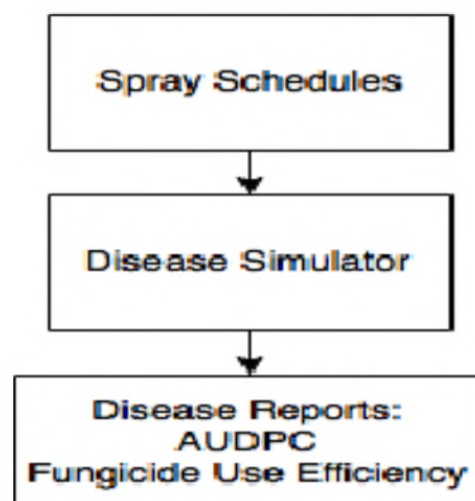 Spray Schedules
Disease Simulator
Disease Reports:
AUDPC
Fungicide Use Efficiency